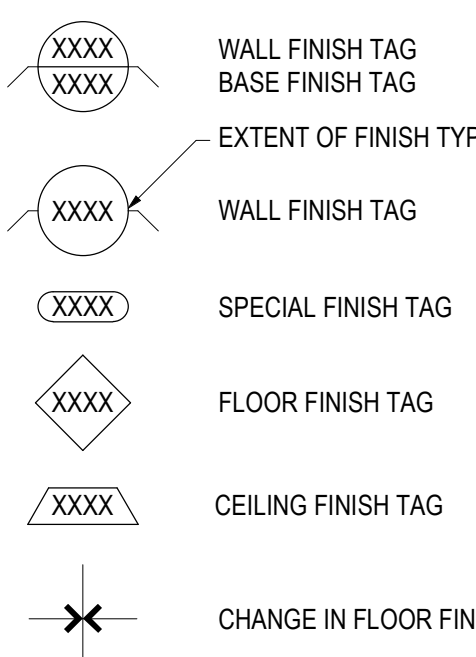 XXXX WALL FINISH TAG
XXXX BASE FINISH TAG
EXTENT OF FINISH TYP
XXXX WALL FINISH TAG
XXXX SPECIAL FINISH TAG
XXXX FLOOR FINISH TAG
XXXX CEILING FINISH TAG
CHANGE IN FLOOR FIN